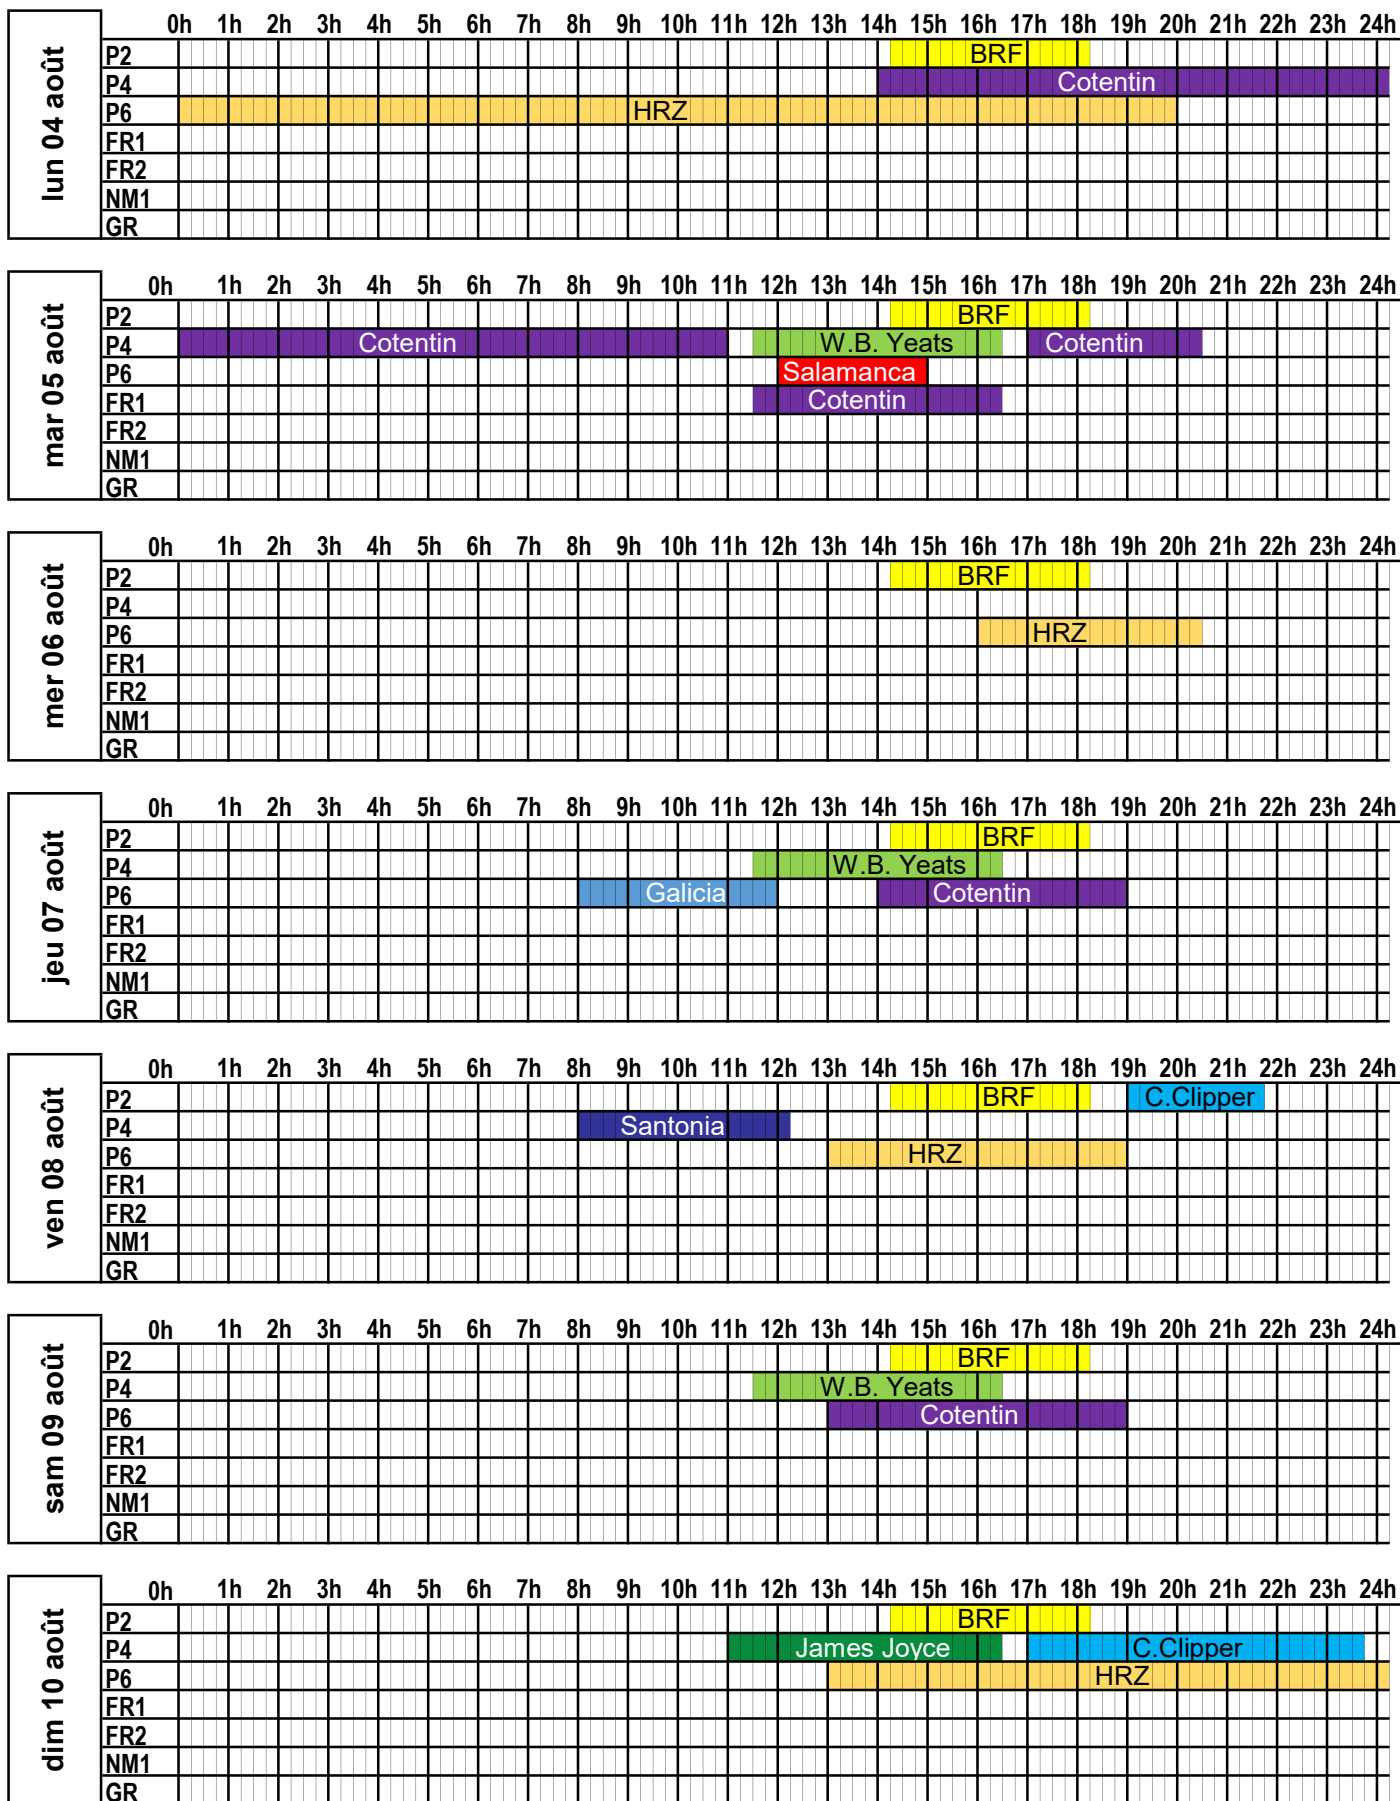 lun 04 août
0h 1h 2h 3h 4h 5h 6h 7h 8h 9h 10h 11h 12h 13h 14h 15h 16h 17h 18h 19h 20h 21h 22h 23h 24h
P2 BRF
P4 Cotentin
P6 HRZ
FR1
FR2
NM1
GR
mar 05 août
0h 1h 2h 3h 4h 5h 6h 7h 8h 9h 10h 11h 12h 13h 14h 15h 16h 17h 18h 19h 20h 21h 22h 23h 24h
P2 BRF
P4 Cotentin W.B. Yeats Cotentin
P6 Salamanca
FR1 Cotentin
FR2
NM1
GR
mer 06 août
0h 1h 2h 3h 4h 5h 6h 7h 8h 9h 10h 11h 12h 13h 14h 15h 16h 17h 18h 19h 20h 21h 22h 23h 24h
P2 BRF
P4
P6 HRZ
FR1
FR2
NM1
GR
jeu 07 août
0h 1h 2h 3h 4h 5h 6h 7h 8h 9h 10h 11h 12h 13h 14h 15h 16h 17h 18h 19h 20h 21h 22h 23h 24h
P2 BRF
P4 W.B. Yeats
P6 Galicia Cotentin
FR1
FR2
NM1
GR
ven 08 août
0h 1h 2h 3h 4h 5h 6h 7h 8h 9h 10h 11h 12h 13h 14h 15h 16h 17h 18h 19h 20h 21h 22h 23h 24h
P2 BRF C.Clipper
P4 Santonia
P6 HRZ
FR1
FR2
NM1
GR
sam 09 août
0h 1h 2h 3h 4h 5h 6h 7h 8h 9h 10h 11h 12h 13h 14h 15h 16h 17h 18h 19h 20h 21h 22h 23h 24h
P2 BRF
P4 W.B. Yeats
P6 Cotentin
FR1
FR2
NM1
GR
dim 10 août
0h 1h 2h 3h 4h 5h 6h 7h 8h 9h 10h 11h 12h 13h 14h 15h 16h 17h 18h 19h 20h 21h 22h 23h 24h
P2 BRF
P4 James Joyce C.Clipper
P6 HRZ
FR1
FR2
NM1
GR